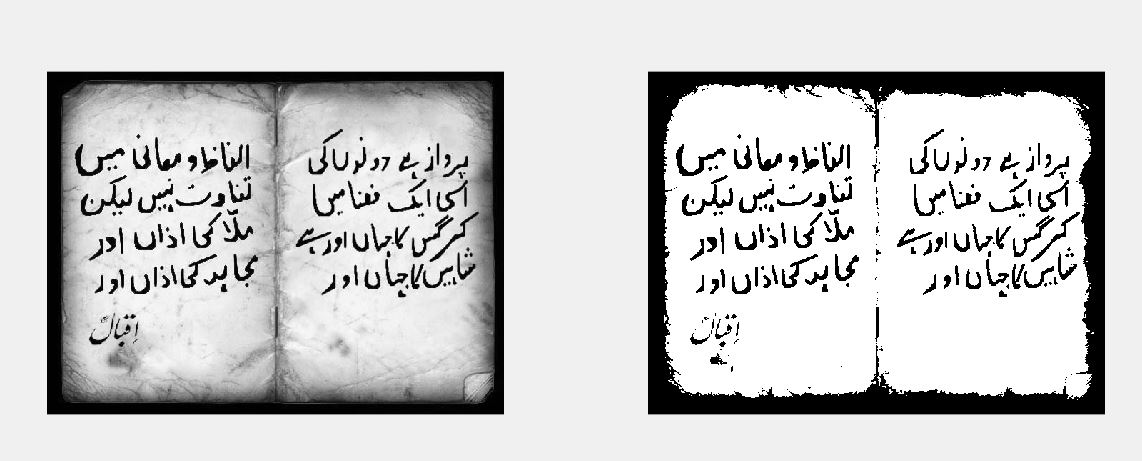 پرواز ہے دونوں کی
اسی ایک فضا میں
کرگس کا جہاں اور ہے
شاہیں کا جہاں اور
الفاظ و معانی میں
تفاوت نہیں لیکن
ملّا کی اذاں اور
مجاہد کی اذاں اور
اقبالؒ
پرواز ہے دونوں کی
اسی ایک فضا میں
کرگس کا جہاں اور ہے
شاہیں کا جہاں اور
الفاظ و معانی میں
تفاوت نہیں لیکن
ملّا کی اذاں اور
مجاہد کی اذاں اور
اقبالؒ